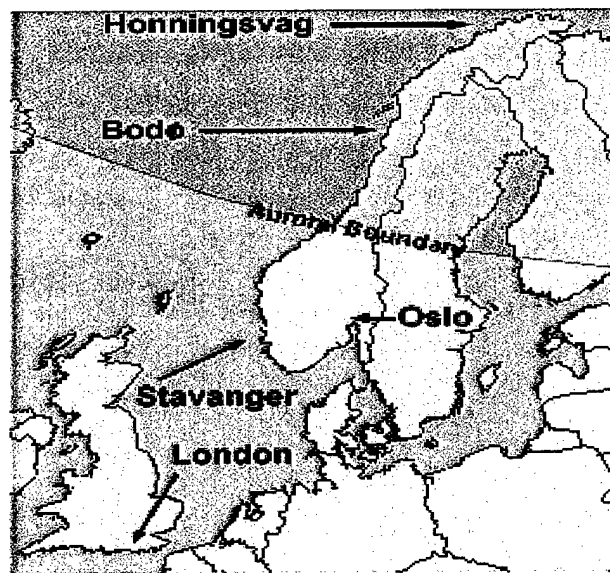 Honningsvag
Bodø
Auroral Boundary
Oslo
Stavanger
London